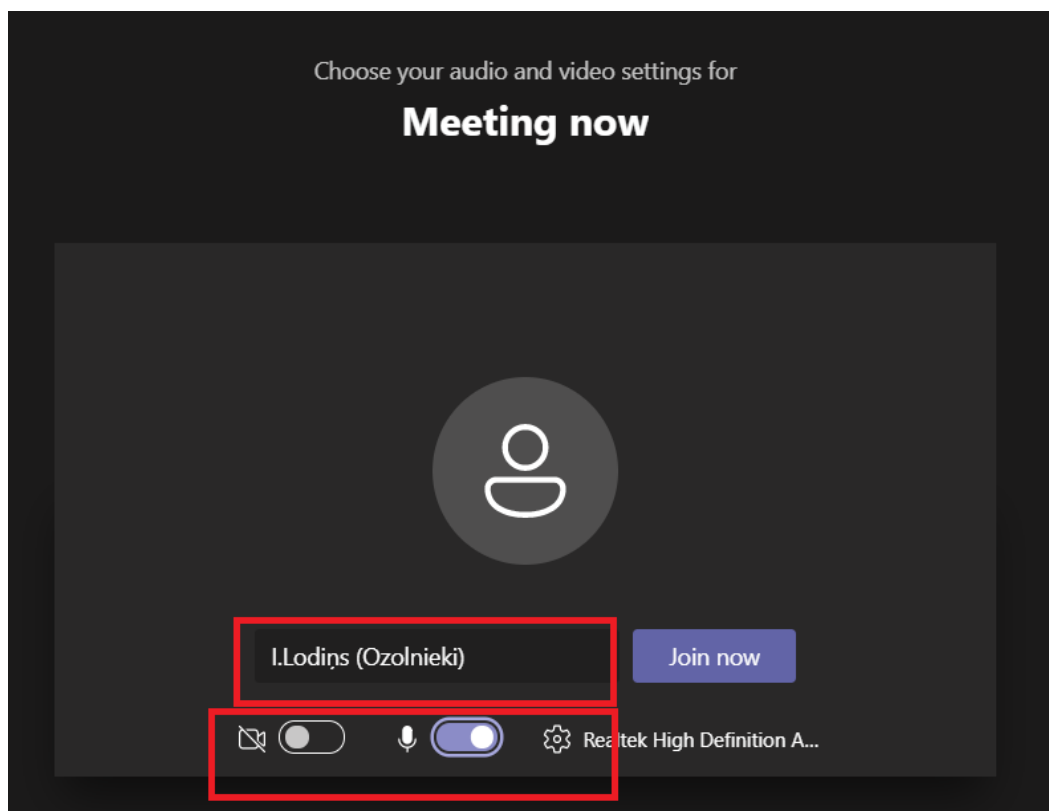 Choose your audio and video settings for
Meeting now
I.Lodiņs (Ozolnieki)
Join now
Realtek High Definition A...